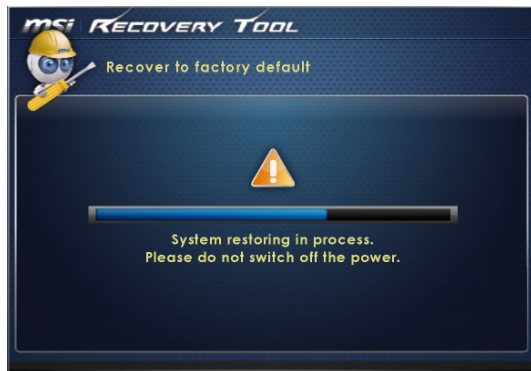 msi RECOVERY TOOL
Recover to factory default
System restoring in process.
Please do not switch off the power.